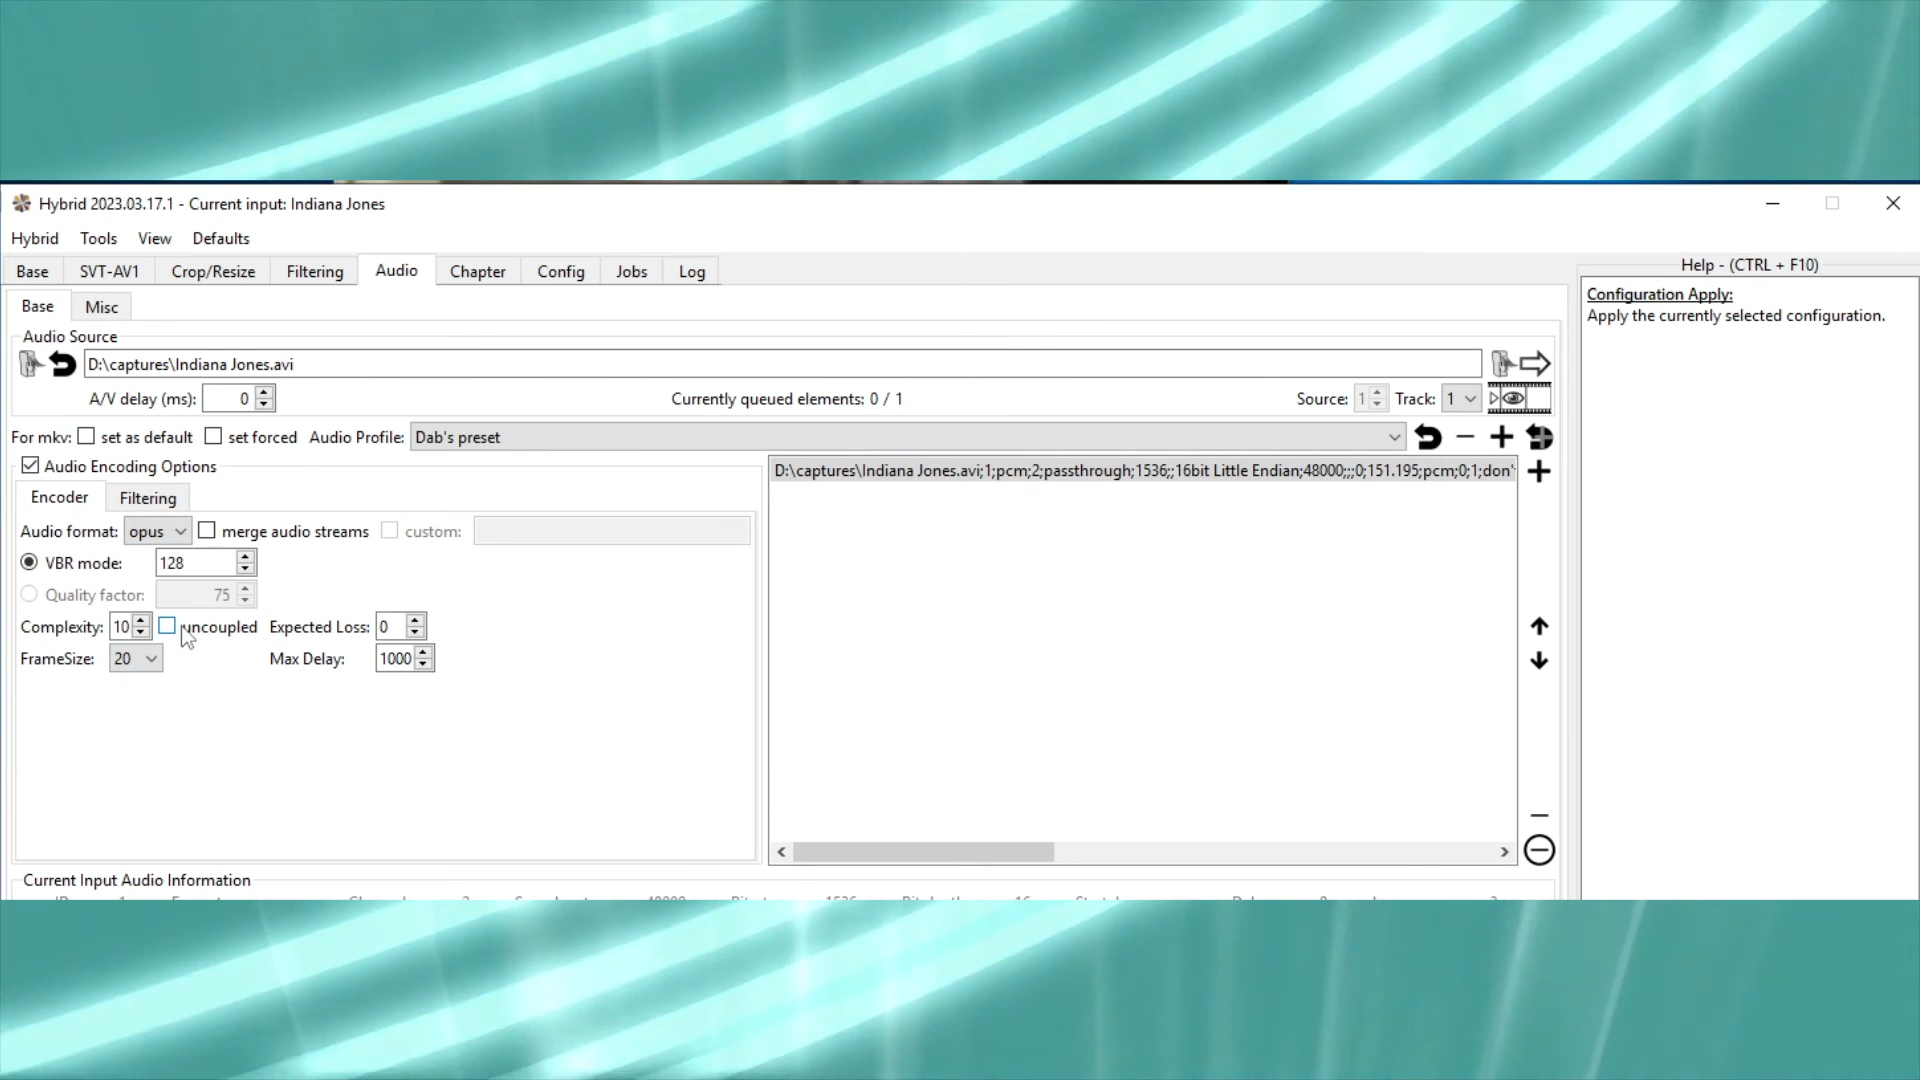 Hybrid 2023.03.17.1 - Current input: Indiana Jones
Hybrid Tools View Defaults
Base SVT-AV1 Crop/Resize Filtering Audio Chapter Config Jobs Log
Help - (CTRL + F10)
Configuration Apply:
Apply the currently selected configuration.
Base Misc
Audio Source
D:\captures\Indiana Jones.avi
A/V delay (ms): 0 Currently queued elements: 0 / 1 Source: 1 Track: 1
For mkv: set as default set forced Audio Profile: Dab's preset
Audio Encoding Options
D:\captures\Indiana Jones.avi;1;pcm;2;passthrough;1536;;16bit Little Endian;48000;;;0;151.195;pcm;0;1;don'
Encoder Filtering
Audio format: opus merge audio streams custom:
VBR mode: 128
Quality factor: 75
Complexity: 10 uncoupled Expected Loss: 0
FrameSize: 20 Max Delay: 1000
Current Input Audio Information